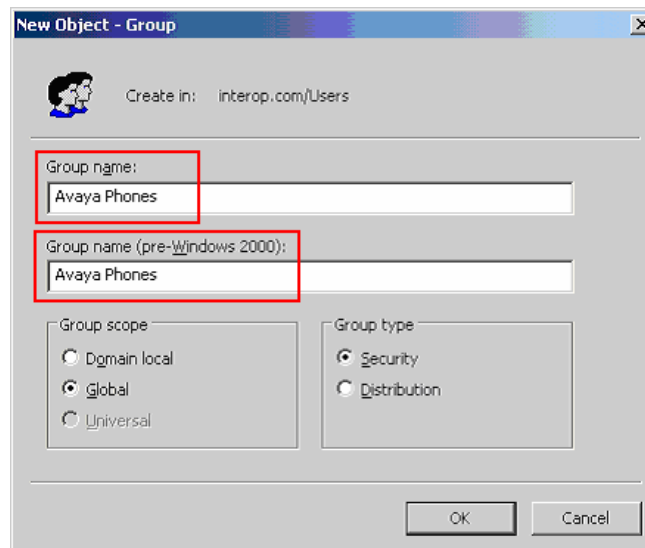 New Object - Group
Create in: interop.com/Users
Group name:
Avaya Phones
Group name (pre-Windows 2000):
Avaya Phones
Group scope
Domain local
Global
Universal
Group type
Security
Distribution
OK
Cancel